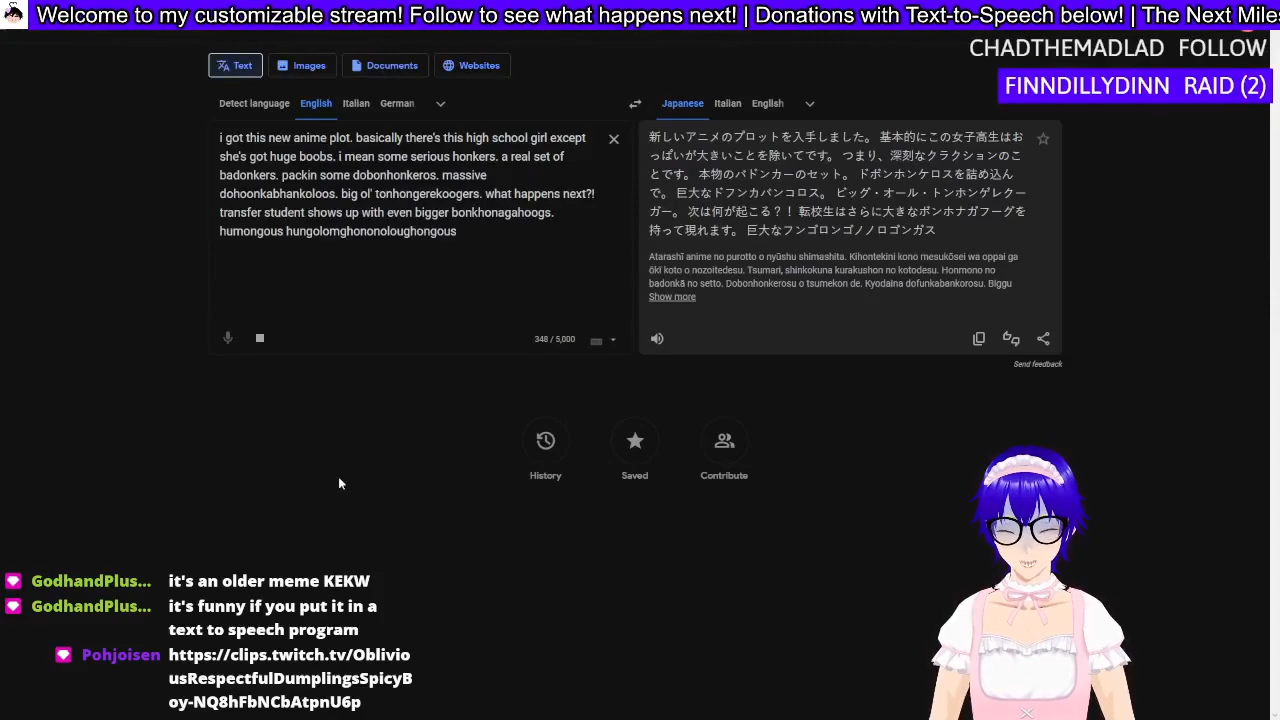 Welcome to my customizable stream! Follow to see what happens next! | Donations with Text-to-Speech below! | The Next Miles
CHADTHEMADLAD FOLLOW
FINNDILLYDINN RAID (2)
Text Images Documents Websites
Detect language English Italian German
Japanese Italian English
i got this new anime plot. basically there's this high school girl except
she's got huge boobs. i mean some serious honkers. a real set of
badonkers. packin some dobonhonkeros. massive
dohoonkabhankoloos. big ol' tonhongerekoogers. what happens next?!
transfer student shows up with even bigger bonkhonagahoogs.
humongous hungolomghononoloughongous
348 / 5,000
新しいアニメのプロットを入手しました。 基本的にこの女子高生はお
っぱいが大きいことを除いてです。 つまり、深刻なクラクションのこ
とです。 本物のバドンカーのセット。 ドボンホンケロスを詰め込ん
で。 巨大なドフンカバンコロス。 ビッグ・オール・トンホンゲレクー
ガー。 次は何が起こる？！ 転校生はさらに大きなボンホナガフーグを
持って現れます。 巨大なフンゴロンゴノノロゴンガス
Atarashī anime no purotto o nyūshu shimashita. Kihontekini kono mesukōsei wa oppai ga
ōkī koto o nozoitedesu. Tsumari, shinkokuna kurakushon no kotodesu. Honmono no
badonkā no setto. Dobonhonkerosu o tsumekon de. Kyodaina dofunkabankorosu. Biggu
Show more
Send feedback
History Saved Contribute
GodhandPlus... it's an older meme KEKW
GodhandPlus... it's funny if you put it in a
text to speech program
Pohjoisen https://clips.twitch.tv/Oblivio
usRespectfulDumplingsSpicyB
oy-NQ8hFbNCbAtpnU6p